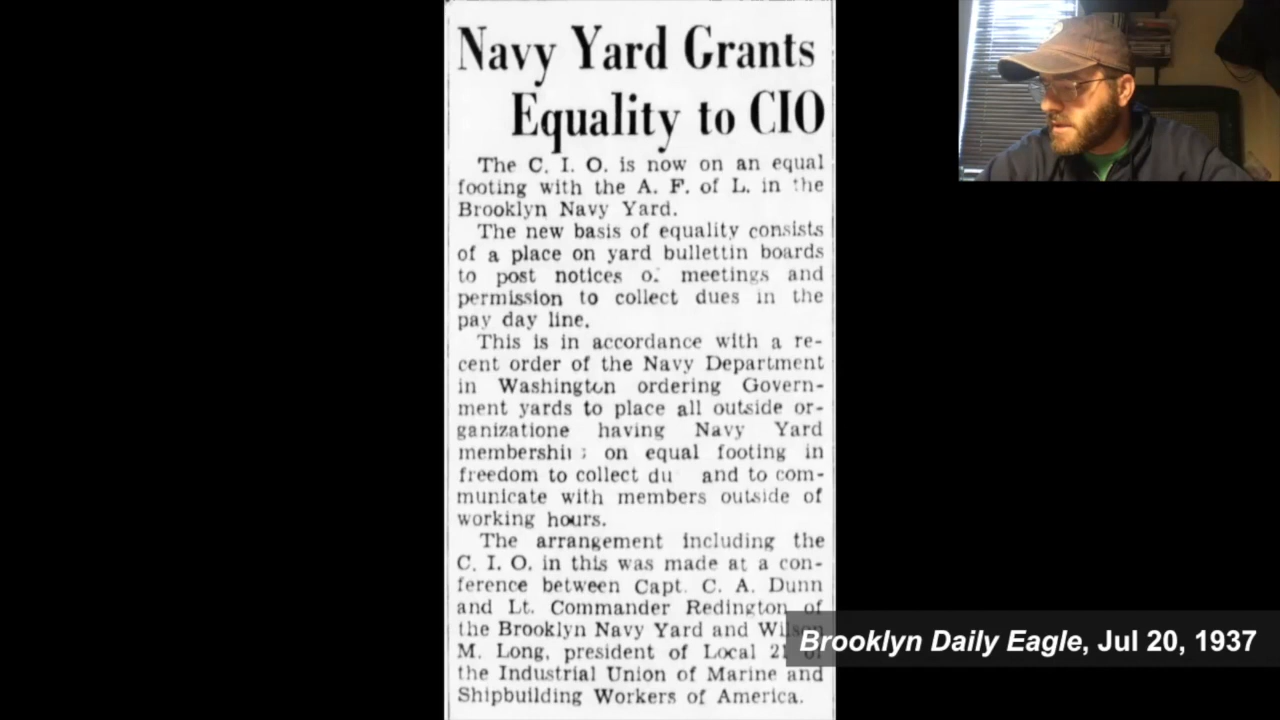 Navy Yard Grants
Equality to CIO
The C. I. O. is now on an equal
footing with the A. F. of L. in the
Brooklyn Navy Yard.
The new basis of equality consists
of a place on yard bullettin boards
to post notices o. meetings and
permission to collect dues in the
pay day line.
This is in accordance with a re-
cent order of the Navy Department
in Washington ordering Govern-
ment yards to place all outside or-
ganizatione having Navy Yard
on equal footing in
freedom to collect du and to com-
municate with members outside of
working hours.
The arrangement including the
C. I. O. in this was made at a con-
ference between Capt. C. A. Dunn
and Lt. Commander Redington of
the Brooklyn Navy Yard and Wilson
M. Long, president of Local 21 of
the Industrial Union of Marine and
Shipbuilding Workers of America.
Brooklyn Daily Eagle, Jul 20, 1937